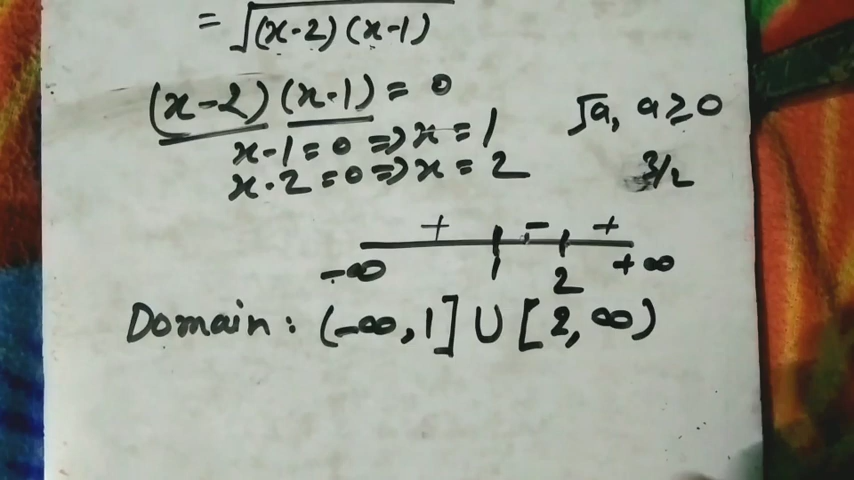 = √(x-2)(x-1)
(x-2)(x-1) = 0
√a, a ≥ 0
x-1 = 0 => x = 1
x-2 = 0 => x = 2
3/2
+ - +
-∞ 1 2 +∞
Domain: (-∞, 1] ∪ [2, ∞)